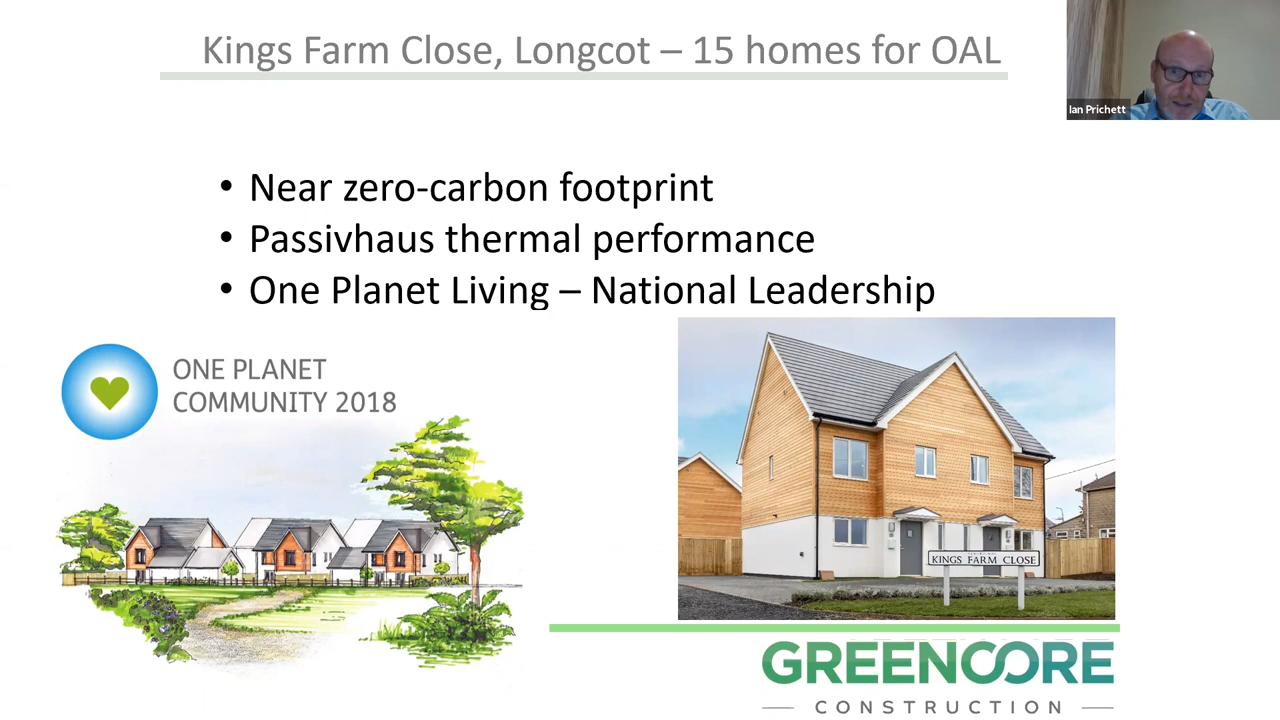 Kings Farm Close, Longcot – 15 homes for OAL
Ian Prichett
• Near zero-carbon footprint
• Passivhaus thermal performance
• One Planet Living – National Leadership
ONE PLANET
COMMUNITY 2018
KINGS FARM CLOSE
GREENCORE
CONSTRUCTION